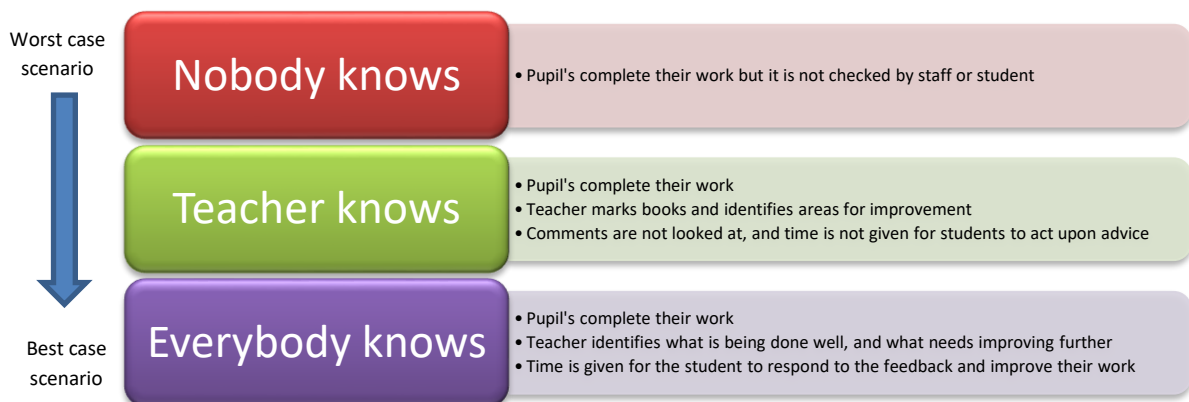 Worst case
scenario
Nobody knows
• Pupil's complete their work but it is not checked by staff or student
Teacher knows
• Pupil's complete their work
• Teacher marks books and identifies areas for improvement
• Comments are not looked at, and time is not given for students to act upon advice
Everybody knows
• Pupil's complete their work
• Teacher identifies what is being done well, and what needs improving further
• Time is given for the student to respond to the feedback and improve their work
Best case
scenario